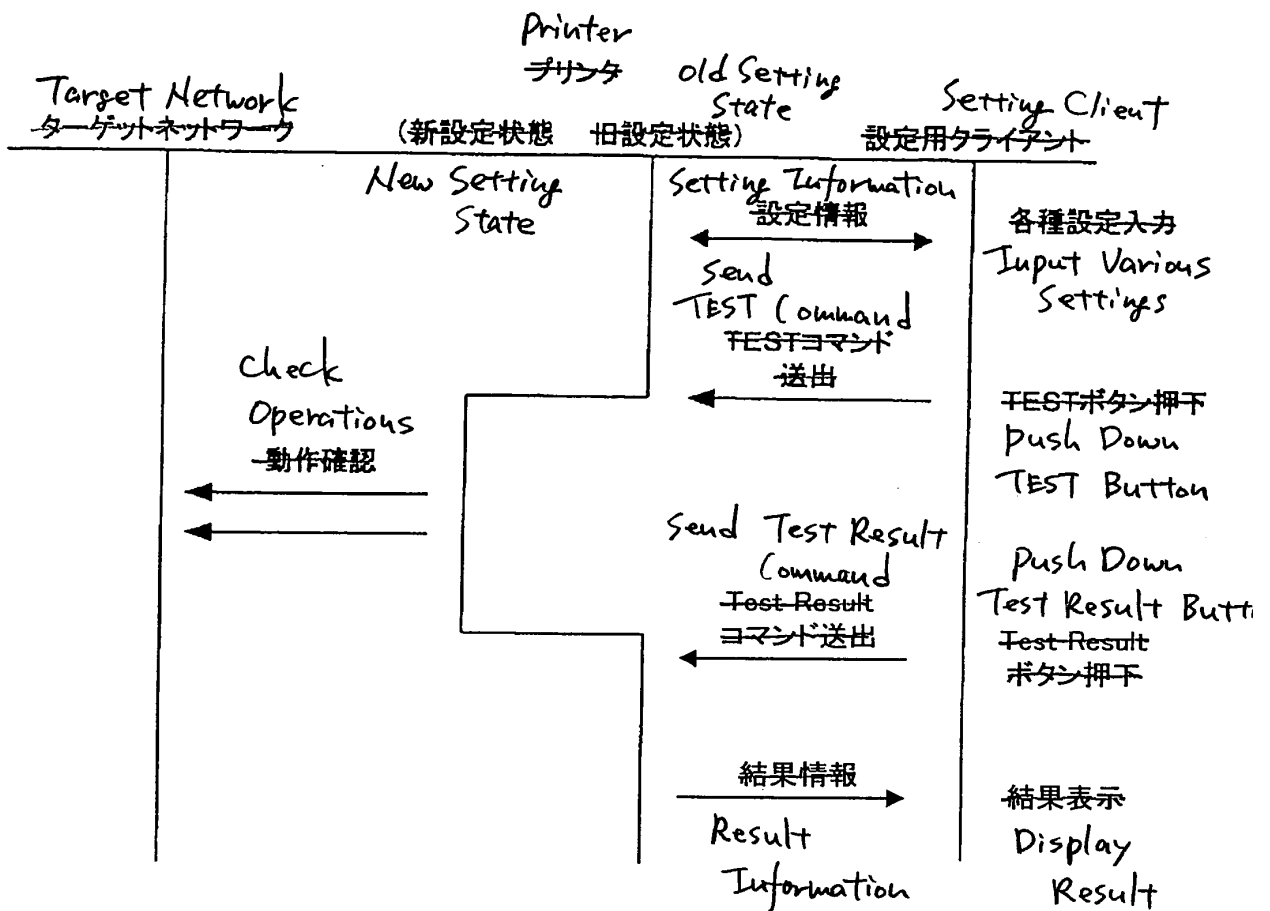 Printer
プリンタ
old Setting
State
Target Network
ターゲットネットワーク
(新設定状態 旧設定状態)
Setting Client
設定用クライアント
New Setting
State
Setting Information
設定情報
各種設定入力
Input Various
Settings
Send
TEST Command
TESTコマンド
送出
TESTボタン押下
Push Down
TEST Button
Check
Operations
動作確認
Send Test Result
Command
Test Result
コマンド送出
Push Down
Test Result Butt
Test Result
ボタン押下
結果情報
Result
Information
結果表示
Display
Result